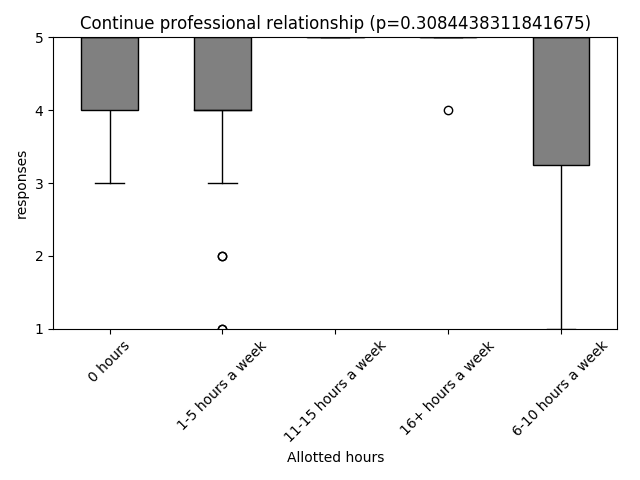 Continue professional relationship (p=0.3084438311841675)
5
4
3
2
1
responses
0 hours
1-5 hours a week
11-15 hours a week
16+ hours a week
6-10 hours a week
Allotted hours